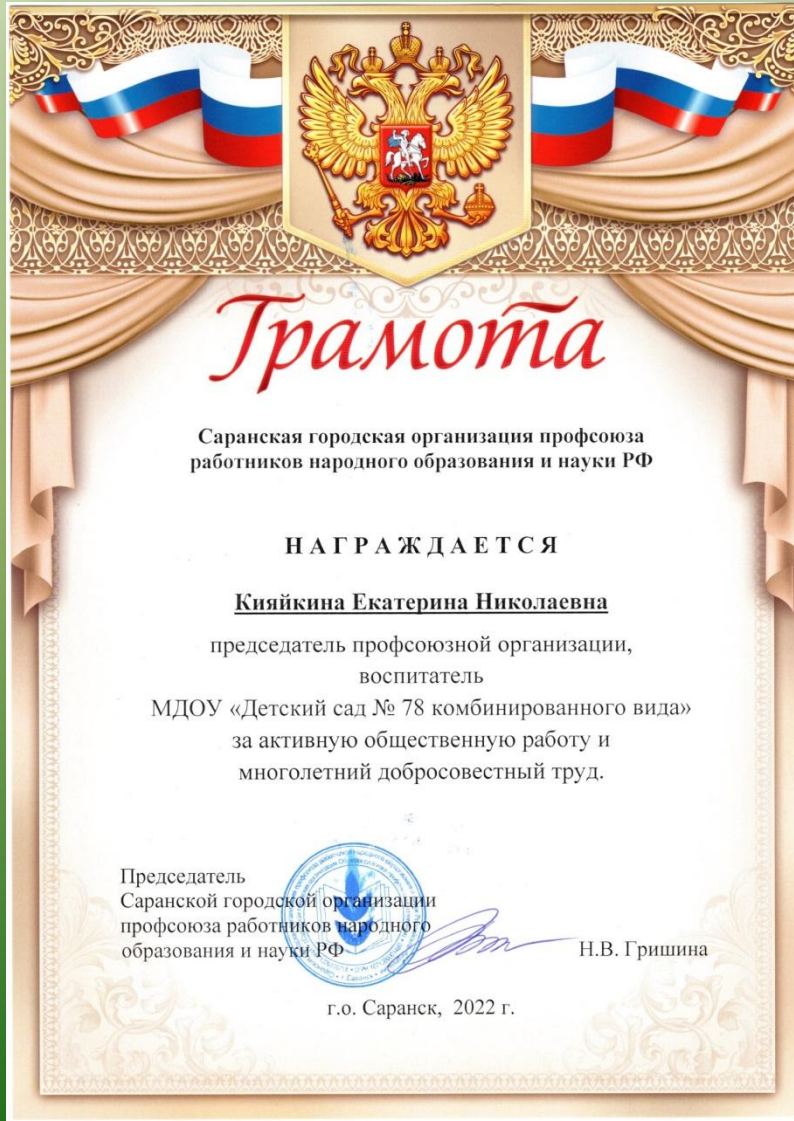 Грамота
Саранская городская организация профсоюза
работников народного образования и науки РФ
НАГРАЖДАЕТСЯ
Кияйкина Екатерина Николаевна
председатель профсоюзной организации,
воспитатель
МДОУ «Детский сад № 78 комбинированного вида»
за активную общественную работу и
многолетний добросовестный труд.
Председатель
Саранской городской организации
профсоюза работников народного
образования и науки РФ
Н.В. Гришина
г.о. Саранск, 2022 г.